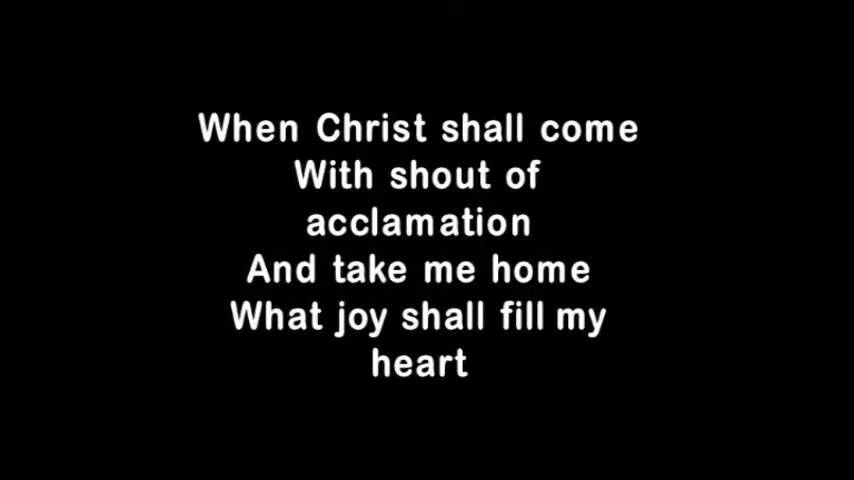 When Christ shall come
With shout of
acclamation
And take me home
What joy shall fill my
heart